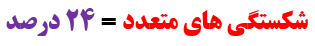 شکستگی های متعدد = ۲۴ درصد